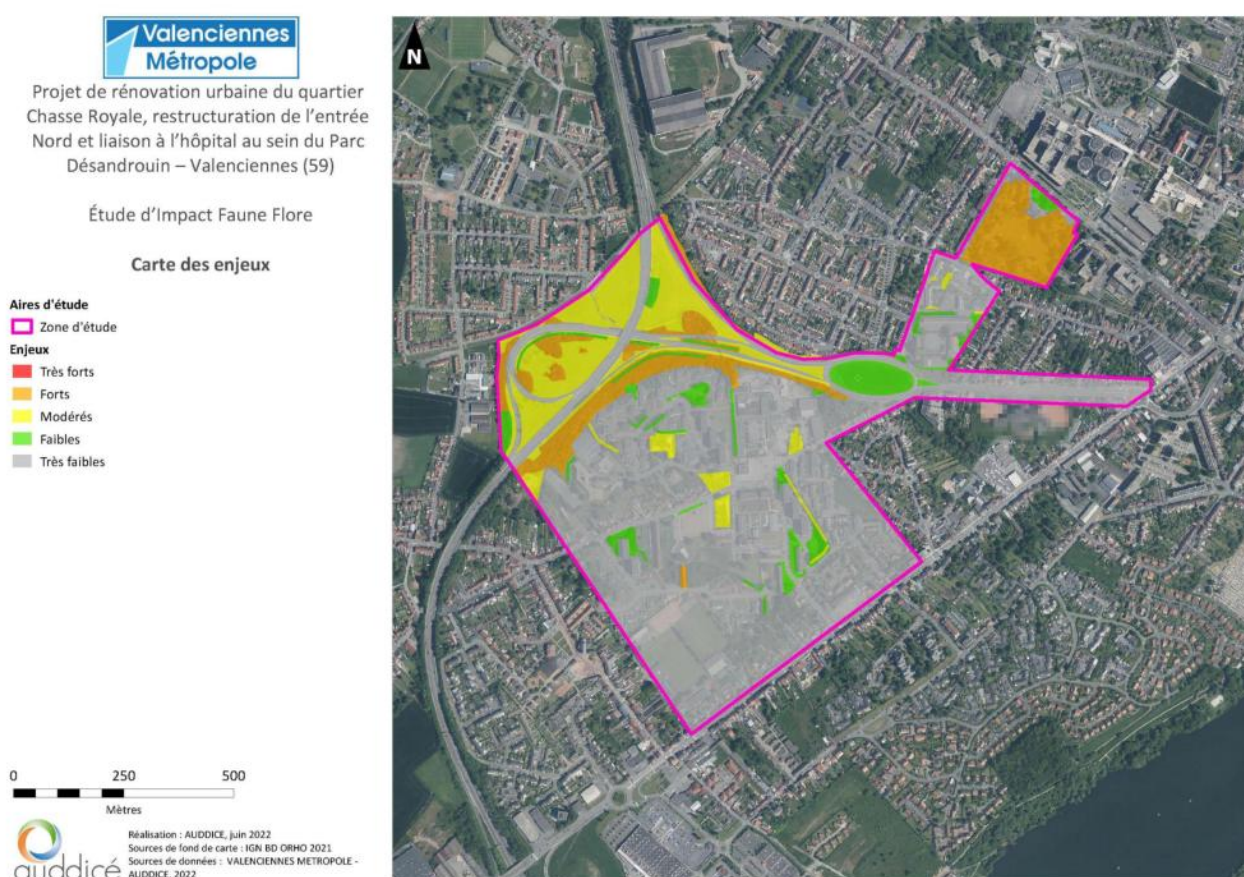 Valenciennes
Métropole
Projet de rénovation urbaine du quartier
Chasse Royale, restructuration de l'entrée
Nord et liaison à l'hôpital au sein du Parc
Désandrouin – Valenciennes (59)
Étude d'Impact Faune Flore
Carte des enjeux
Aires d'étude
Zone d'étude
Enjeux
Très forts
Forts
Modérés
Faibles
Très faibles
0 250 500
Mètres
auddicé
Réalisation : AUDDICE, juin 2022
Sources de fond de carte : IGN BD ORHO 2021
Sources de données : VALENCIENNES METROPOLE -
AUDDICE, 2022
N